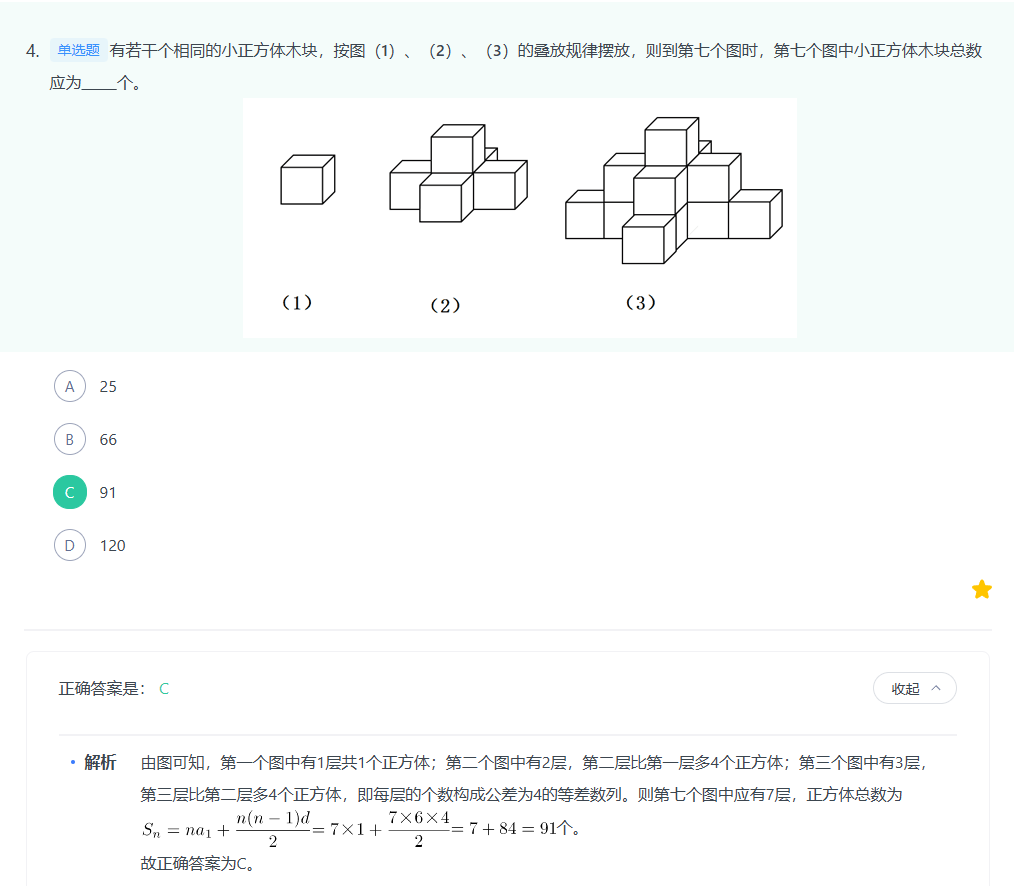 4. 单选题 有若干个相同的小正方体木块，按图（1）、（2）、（3）的叠放规律摆放，则到第七个图时，第七个图中小正方体木块总数
应为_____个。
（1） （2） （3）
A 25
B 66
C 91
D 120
正确答案是： C
收起
• 解析 由图可知，第一个图中有1层共1个正方体；第二个图中有2层，第二层比第一层多4个正方体；第三个图中有3层，
第三层比第二层多4个正方体，即每层的个数构成公差为4的等差数列。则第七个图中应有7层，正方体总数为
$S_n = na_1 + \frac{n(n-1)d}{2} = 7 \times 1 + \frac{7 \times 6 \times 4}{2} = 7 + 84 = 91$个。
故正确答案为C。